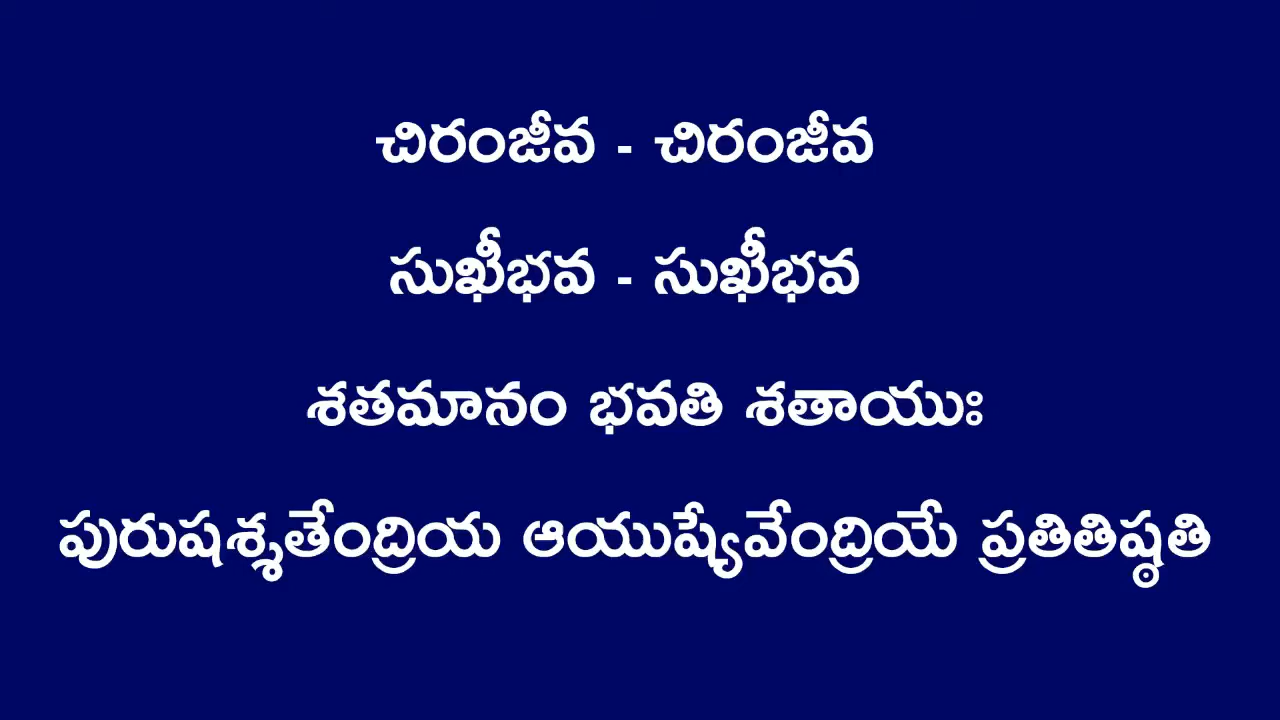 చిరంజీవ - చిరంజీవ
సుఖీభవ - సుఖీభవ
శతమానం భవతి శతాయుః
పురుషశ్శతేంద్రియ ఆయుష్యేవేంద్రియే ప్రతితిష్ఠతి